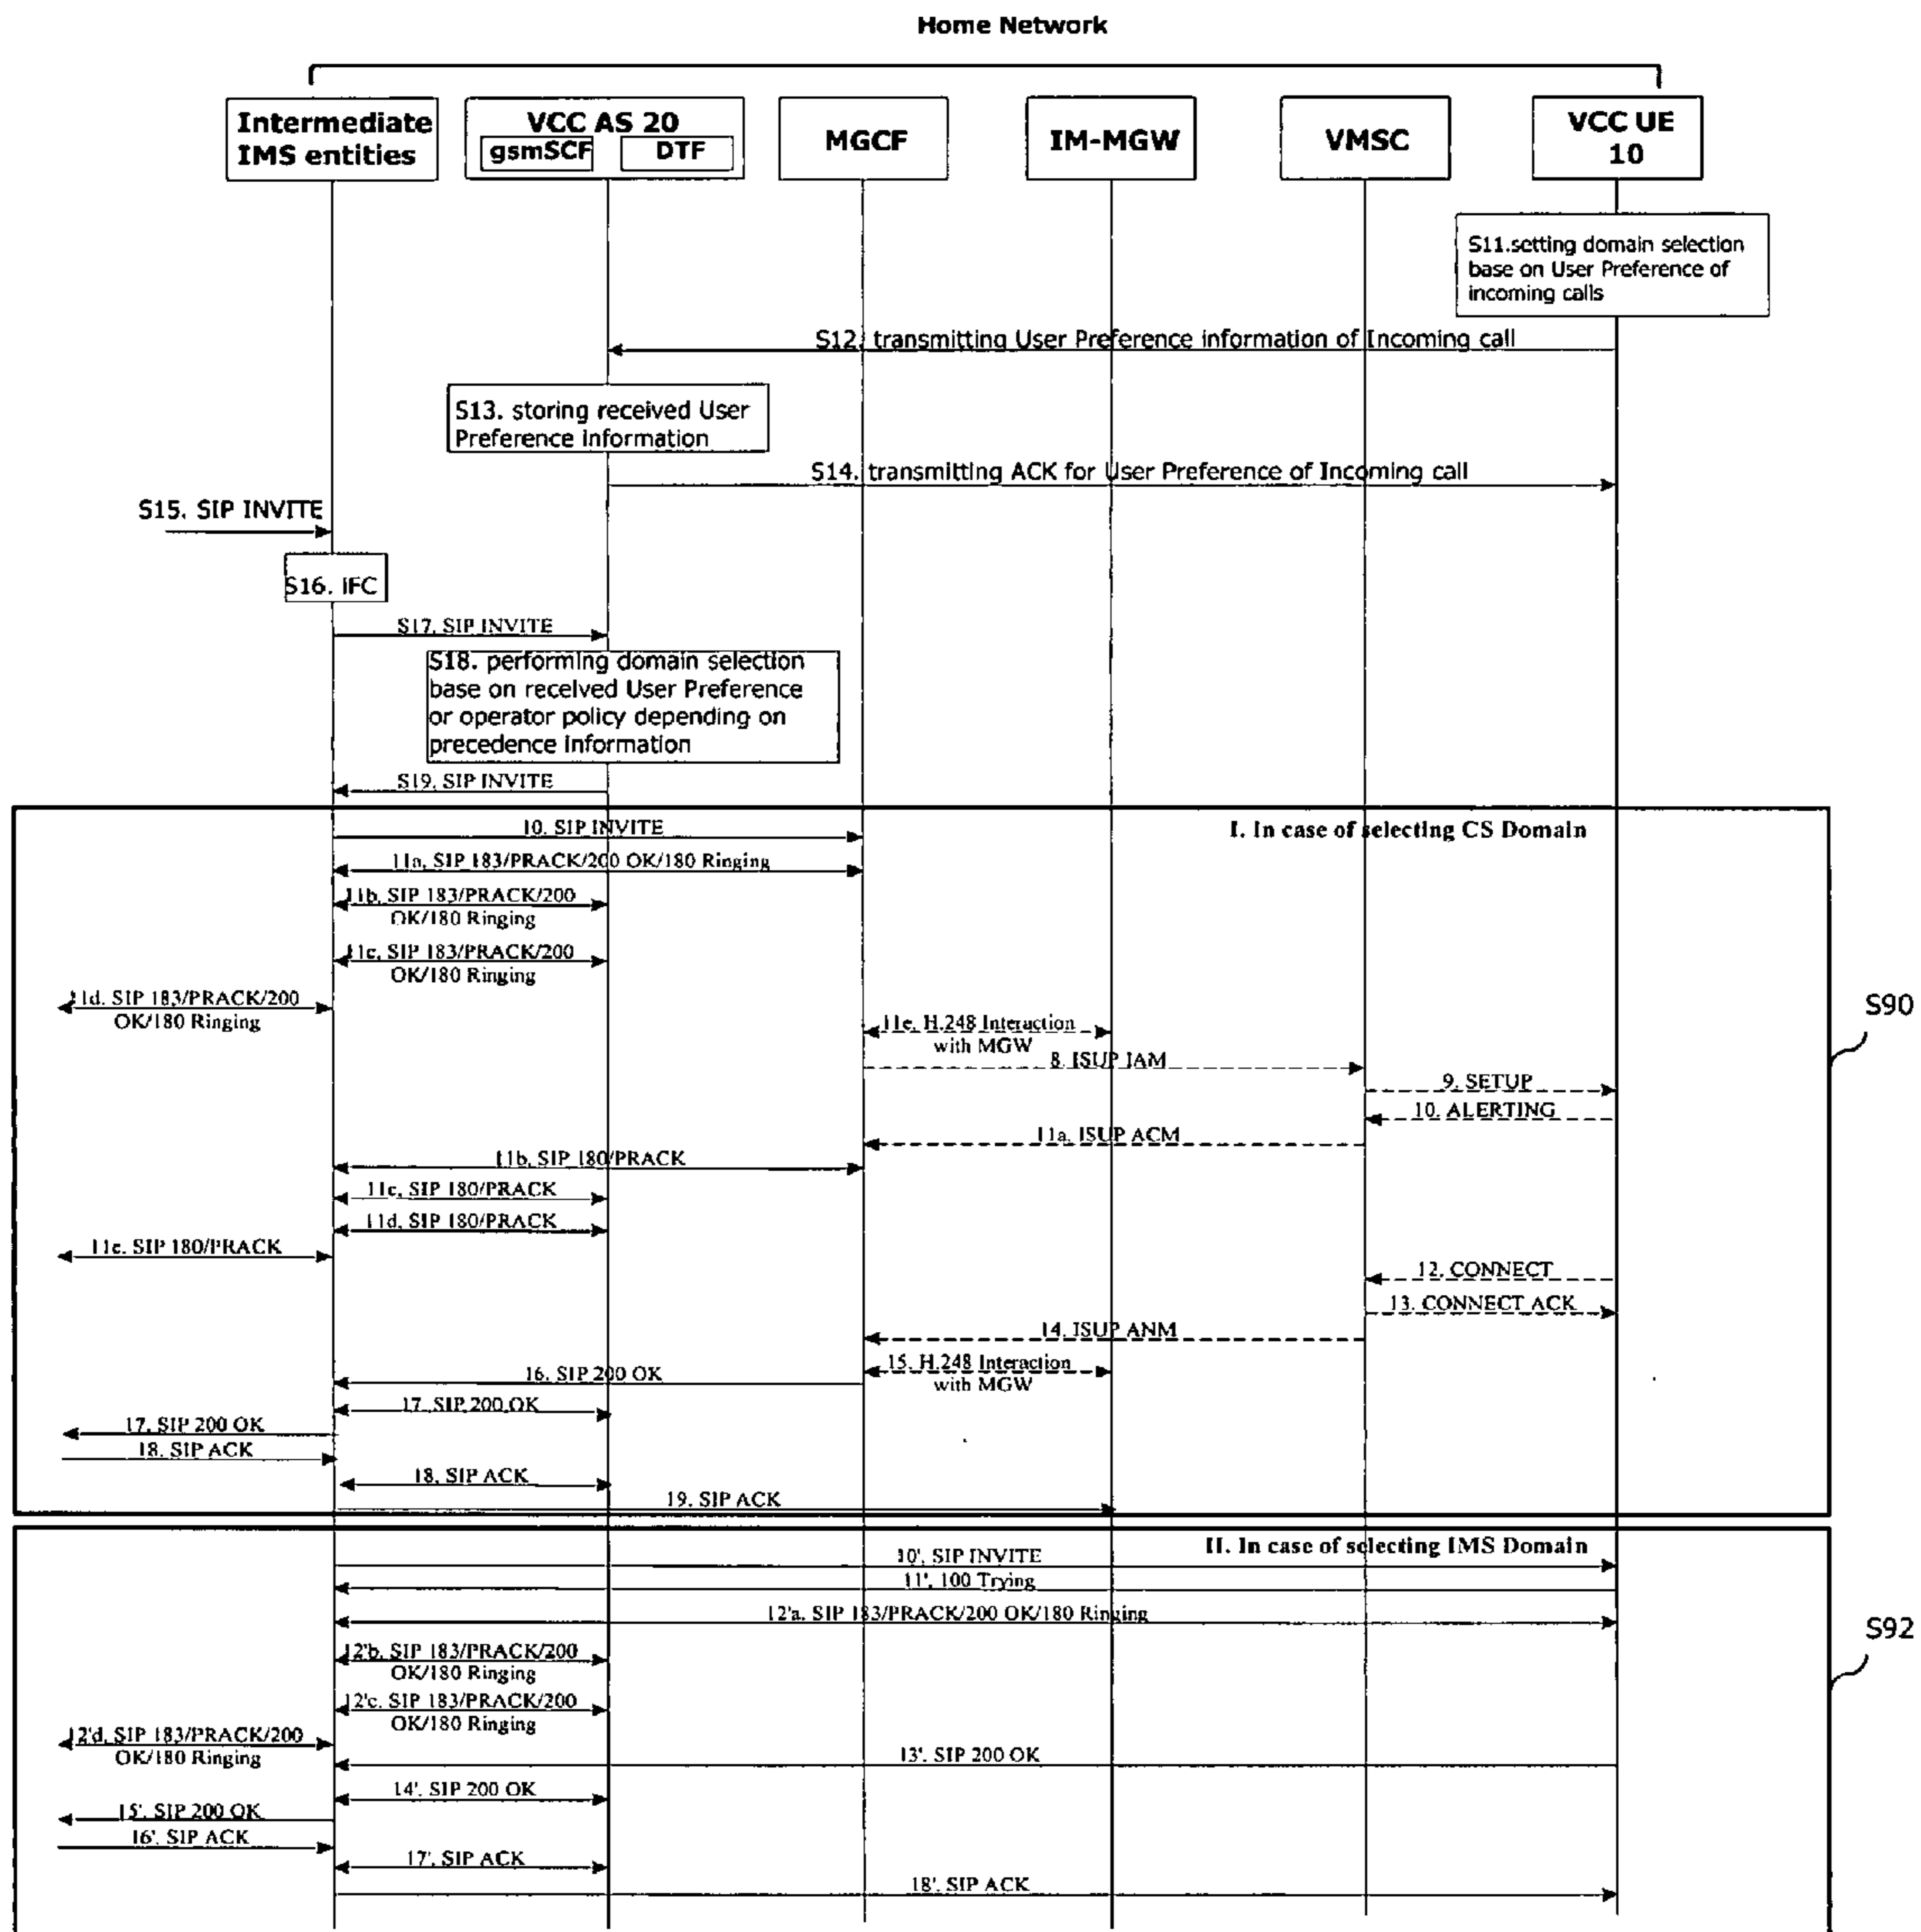 Home Network
Intermediate
IMS entities
VCC AS 20
gsmSCF
DTF
MGCF
IM-MGW
VMSC
VCC UE
10
S11.setting domain selection
base on User Preference of
incoming calls
S12. transmitting User Preference information of Incoming call
S13. storing received User
Preference Information
S14. transmitting ACK for User Preference of Incoming call
S15. SIP INVITE
S16. IFC
S17. SIP INVITE
S18. performing domain selection
base on received User Preference
or operator policy depending on
precedence Information
S19. SIP INVITE
10. SIP INVITE
I. In case of selecting CS Domain
11a. SIP 183/PRACK/200 OK/180 Ringing
11b. SIP 183/PRACK/200
OK/180 Ringing
11c. SIP 183/PRACK/200
OK/180 Ringing
11d. SIP 183/PRACK/200
OK/180 Ringing
S90
11e. H.248 Interaction
with MGW
8. ISUP IAM
9. SETUP
10. ALERTING
11a. ISUP ACM
11b. SIP 180/PRACK
11c. SIP 180/PRACK
11d. SIP 180/PRACK
11e. SIP 180/PRACK
12. CONNECT
13. CONNECT ACK
14. ISUP ANM
15. H.248 Interaction
with MGW
16. SIP 200 OK
17. SIP 200 OK
17. SIP 200 OK
18. SIP ACK
18. SIP ACK
19. SIP ACK
II. In case of selecting IMS Domain
10'. SIP INVITE
11'. 100 Trying
12'a. SIP 183/PRACK/200 OK/180 Ringing
S92
12'b. SIP 183/PRACK/200
OK/180 Ringing
12'c. SIP 183/PRACK/200
OK/180 Ringing
12'd. SIP 183/PRACK/200
OK/180 Ringing
13'. SIP 200 OK
14'. SIP 200 OK
15'. SIP 200 OK
16'. SIP ACK
17'. SIP ACK
18'. SIP ACK